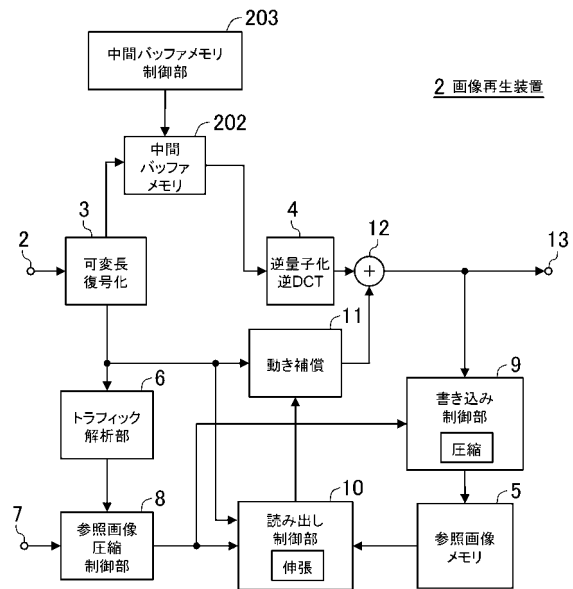 203
中間バッファメモリ
制御部
2 画像再生装置
202
中間
バッファ
メモリ
3
可変長
復号化
2
4
逆量子化
逆DCT
12
+
13
11
動き補償
6
トラフィック
解析部
9
書き込み
制御部
圧縮
7
8
参照画像
圧縮
制御部
10
読み出し
制御部
伸張
5
参照画像
メモリ